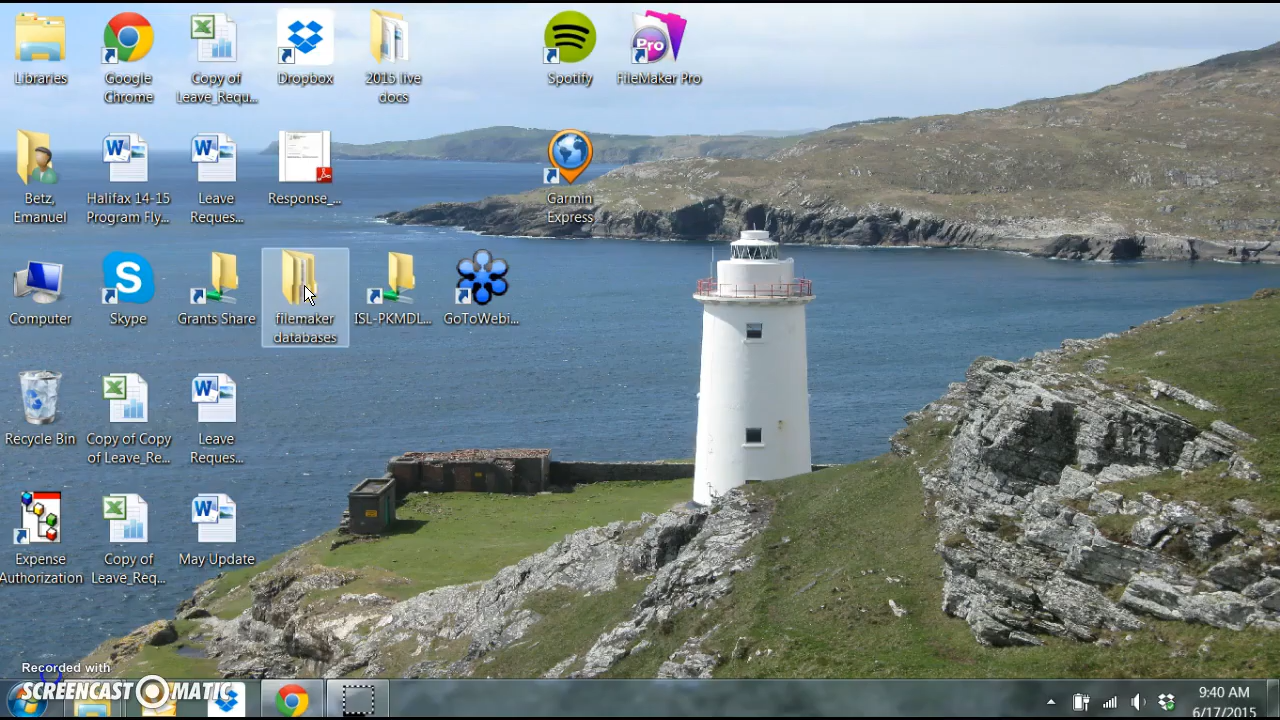 Libraries
Google
Chrome
Copy of
Leave_Requ...
Dropbox
2015 live
docs
Spotify
Pro
FileMaker Pro
Betz,
Emanuel
Halifax 14-15
Program Fly...
Leave
Reques...
Response_...
Garmin
Express
Computer
Skype
Grants Share
filemaker
databases
ISL-PKMDL...
GoToWebi...
Recycle Bin
Copy of Copy
of Leave_Re...
Leave
Reques...
Expense
Authorization
Copy of
Leave_Req...
May Update
Recorded with
SCREENCAST-O-MATIC
9:40 AM
6/17/2015